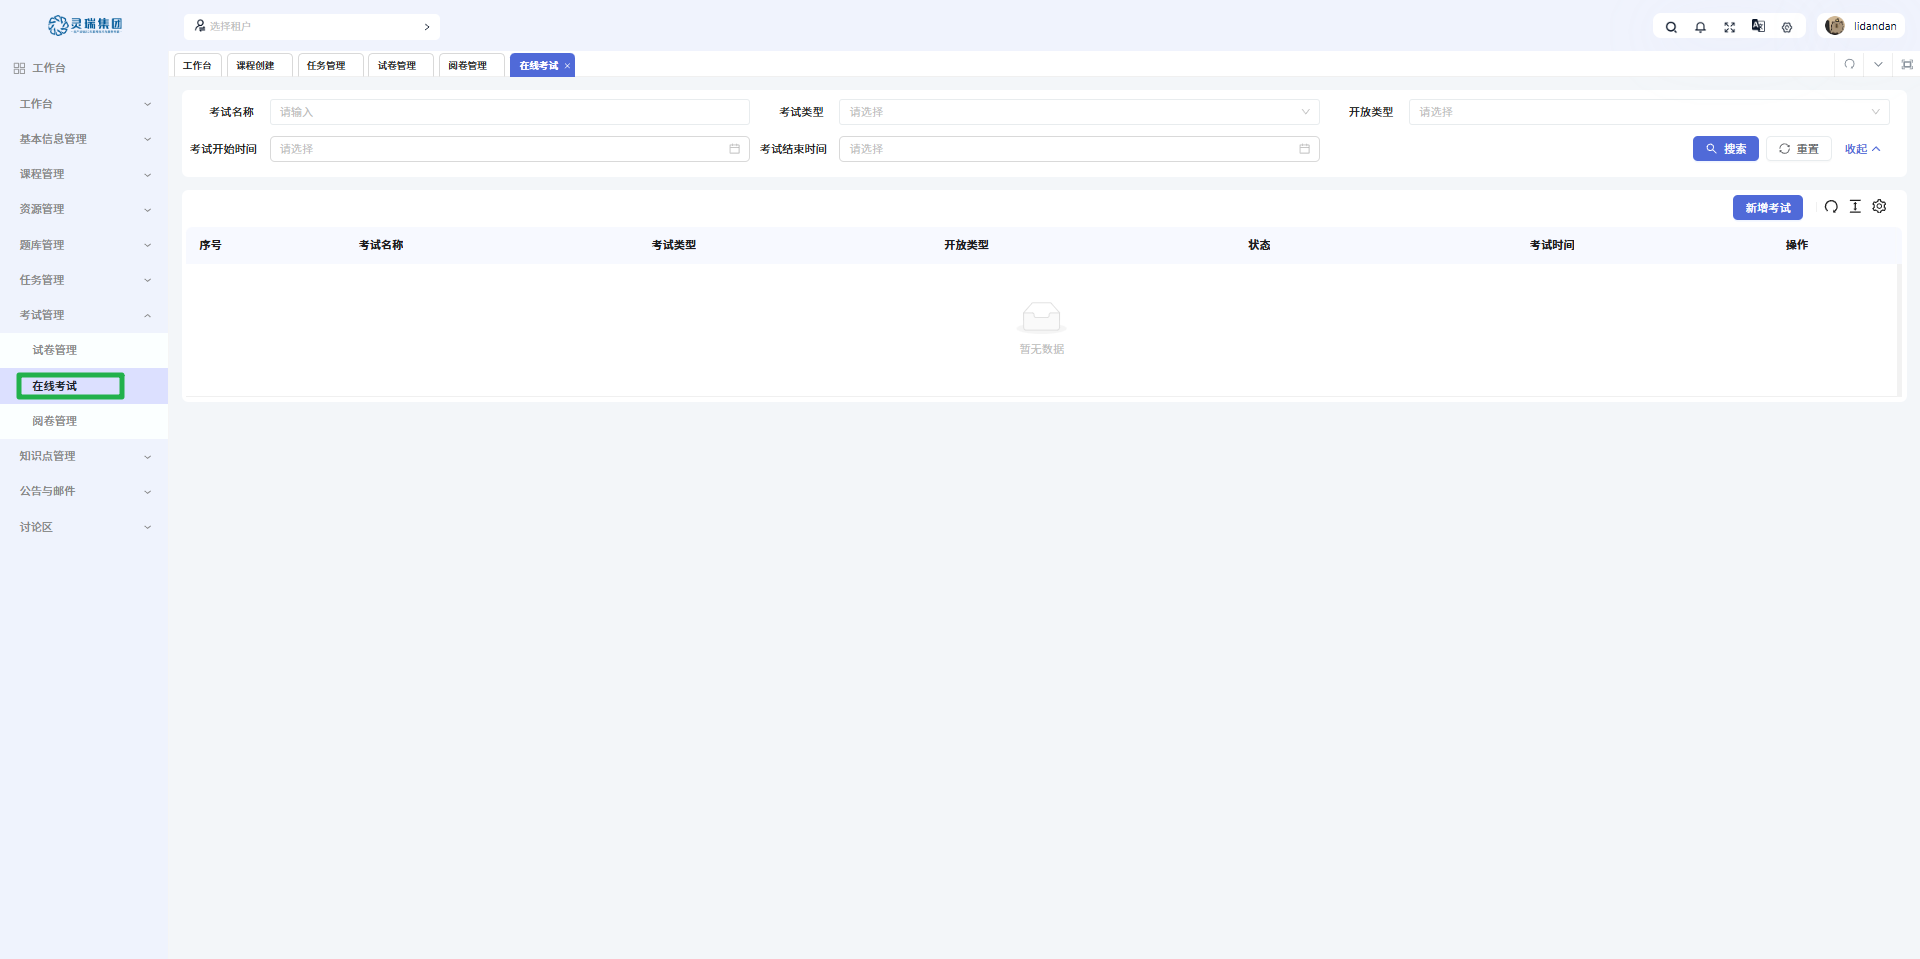 灵瑞集团
选择租户
lidandan
工作台
工作台 课程创建 任务管理 试卷管理 阅卷管理 在线考试
工作台
基本信息管理
课程管理
资源管理
题库管理
任务管理
考试管理
试卷管理
在线考试
阅卷管理
知识点管理
公告与邮件
讨论区
考试名称 请输入 考试类型 请选择 开放类型 请选择
考试开始时间 请选择 考试结束时间 请选择 搜索 重置 收起
新增考试
序号 考试名称 考试类型 开放类型 状态 考试时间 操作
暂无数据